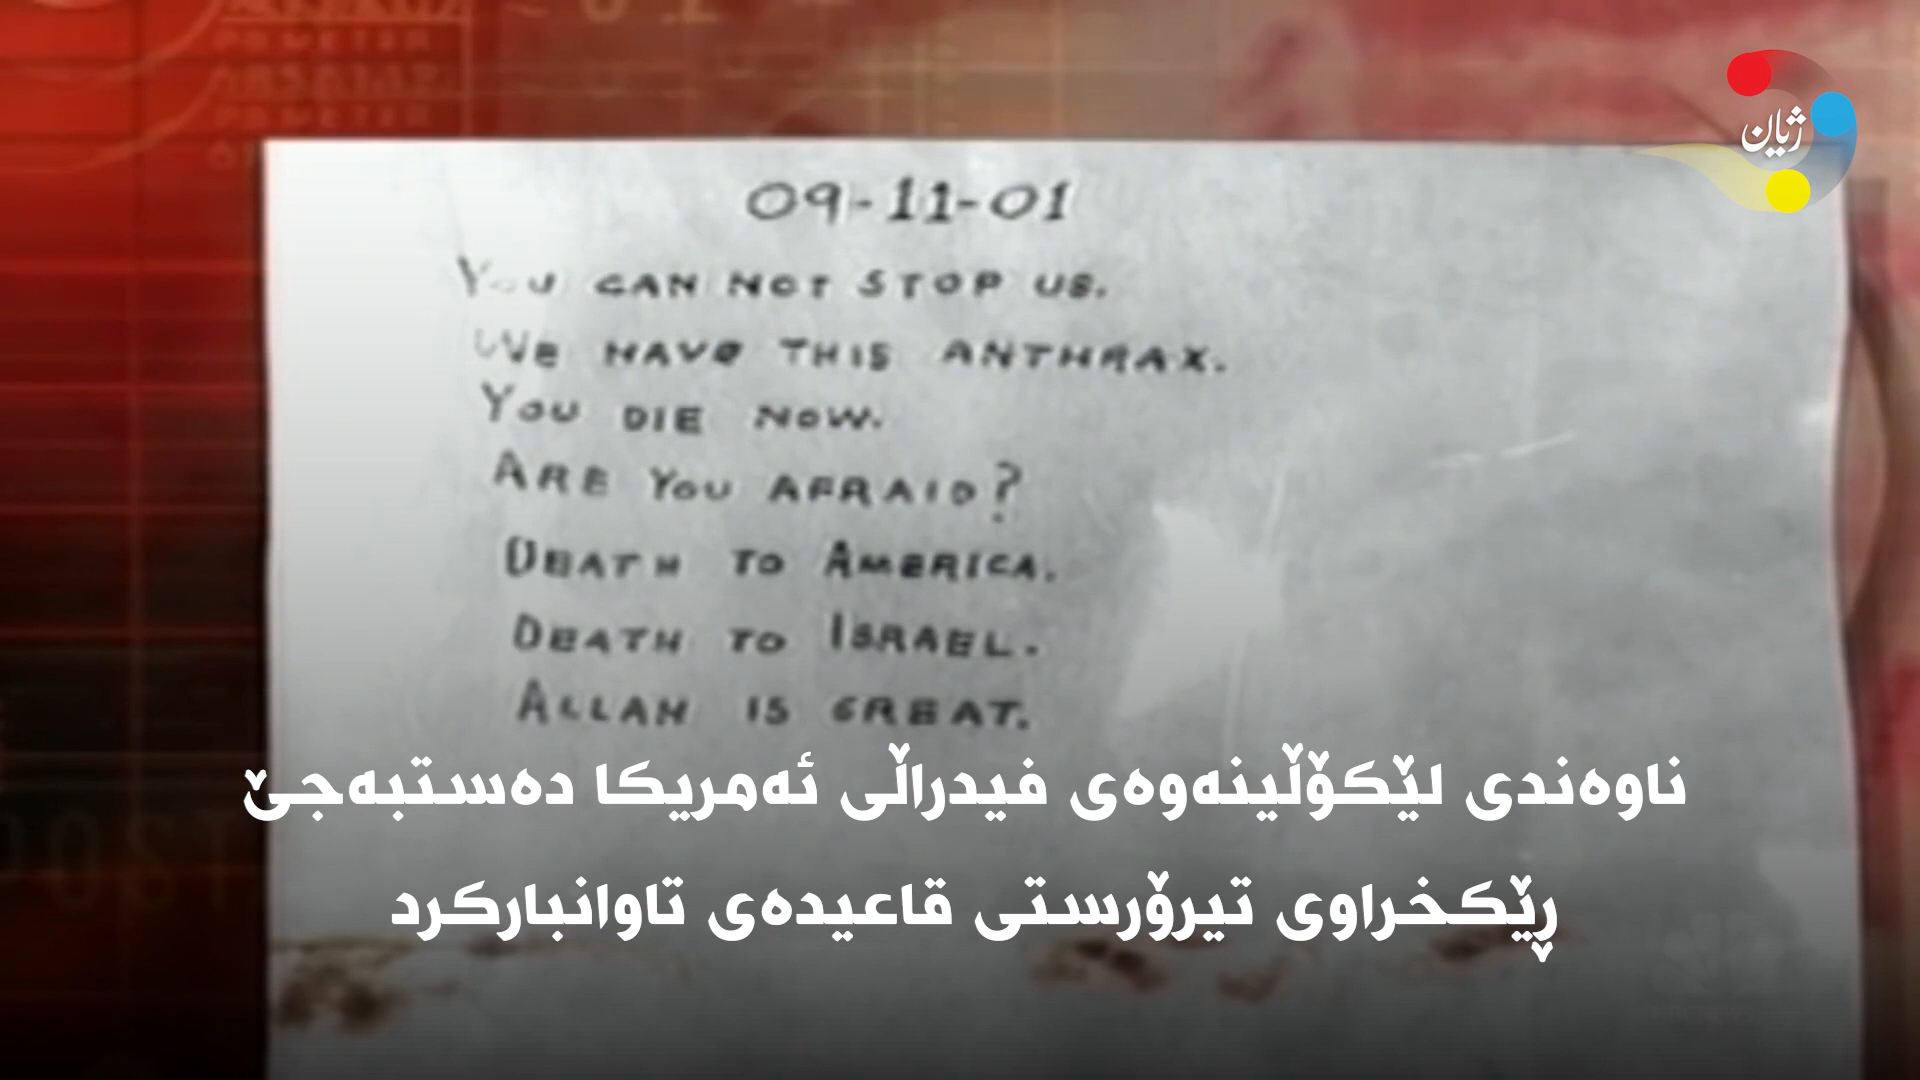 ژیان
09-11-01
YOU CAN NOT STOP US.
WE HAVE THIS ANTHRAX.
YOU DIE NOW.
ARE YOU AFRAID?
DEATH TO AMERICA.
DEATH TO ISRAEL.
ALLAH IS GREAT.
ناوەندی لێکۆڵینەوەی فیدراڵی ئەمریکا دەستبەجێ
ڕێکخراوی تیرۆرستی قاعیدەی تاوانبارکرد